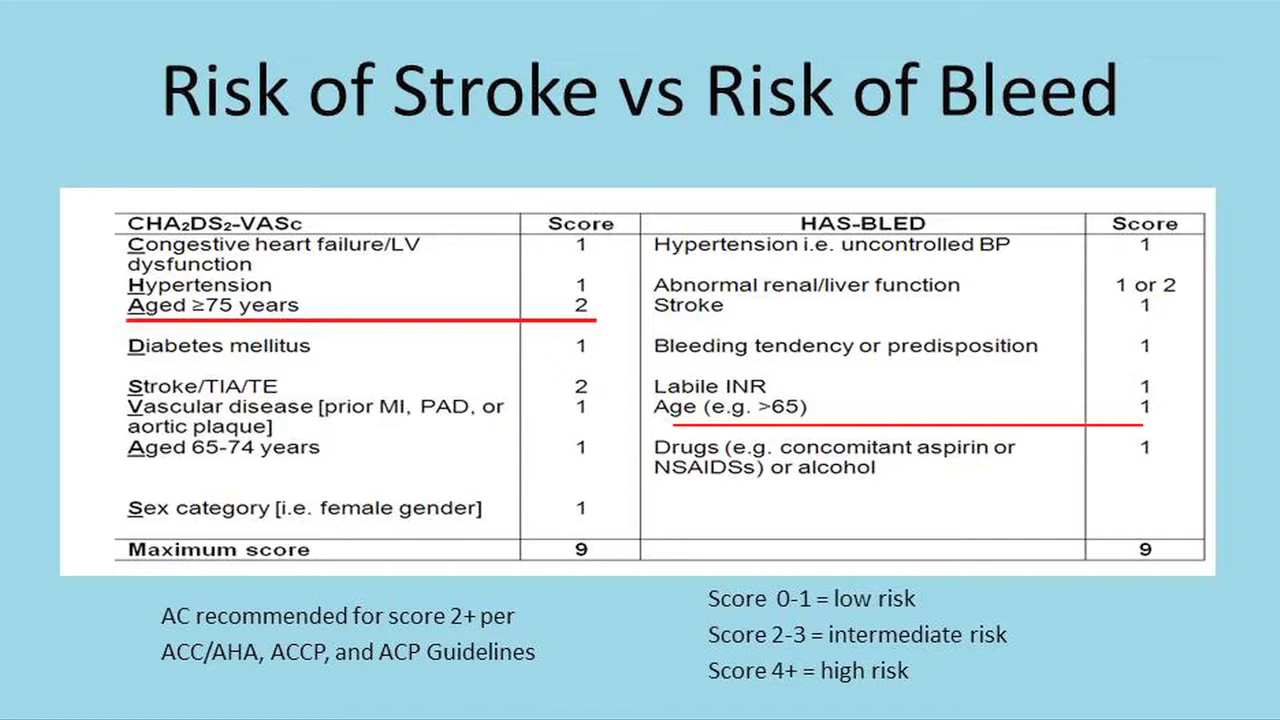 Risk of Stroke vs Risk of Bleed
CHA₂DS₂-VASc Score HAS-BLED Score
Congestive heart failure/LV 1 Hypertension i.e. uncontrolled BP 1
dysfunction
Hypertension 1 Abnormal renal/liver function 1 or 2
Aged ≥75 years 2 Stroke 1
Diabetes mellitus 1 Bleeding tendency or predisposition 1
Stroke/TIA/TE 2 Labile INR 1
Vascular disease [prior MI, PAD, or 1 Age (e.g. >65) 1
aortic plaque]
Aged 65-74 years 1 Drugs (e.g. concomitant aspirin or 1
NSAIDSs) or alcohol
Sex category [i.e. female gender] 1
Maximum score 9 9
AC recommended for score 2+ per
ACC/AHA, ACCP, and ACP Guidelines
Score 0-1 = low risk
Score 2-3 = intermediate risk
Score 4+ = high risk